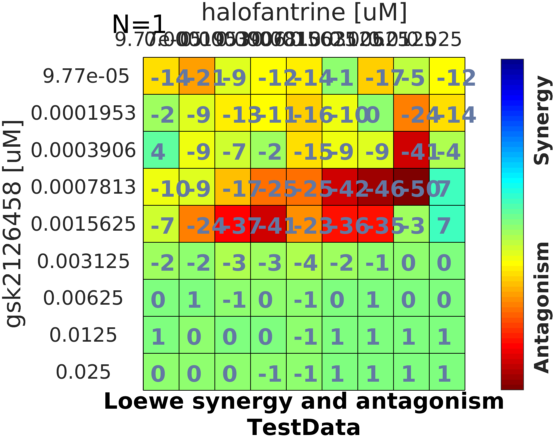 halofantrine [uM]
N=1
9.77e-05
-14 -21 -9 -12 -14 -1 -17 -5 -12
0.0001953
-2 -9 -13 -11 -16 -10 0 -24 -14
0.0003906
4 -9 -7 -2 -15 -9 -9 -41 -4
0.0007813
-10 -9 -17 -25 -25 -42 -46 -50 7
0.0015625
-7 -24 -37 -41 -23 -36 -35 -3 7
0.003125
-2 -2 -3 -3 -4 -2 -1 0 0
0.00625
0 1 -1 0 -1 0 1 0 0
0.0125
1 0 0 0 -1 1 1 1 1
0.025
0 0 0 -1 -1 1 1 1 1
gsk2126458 [uM]
Synergy
Antagonism
Loewe synergy and antagonism
TestData